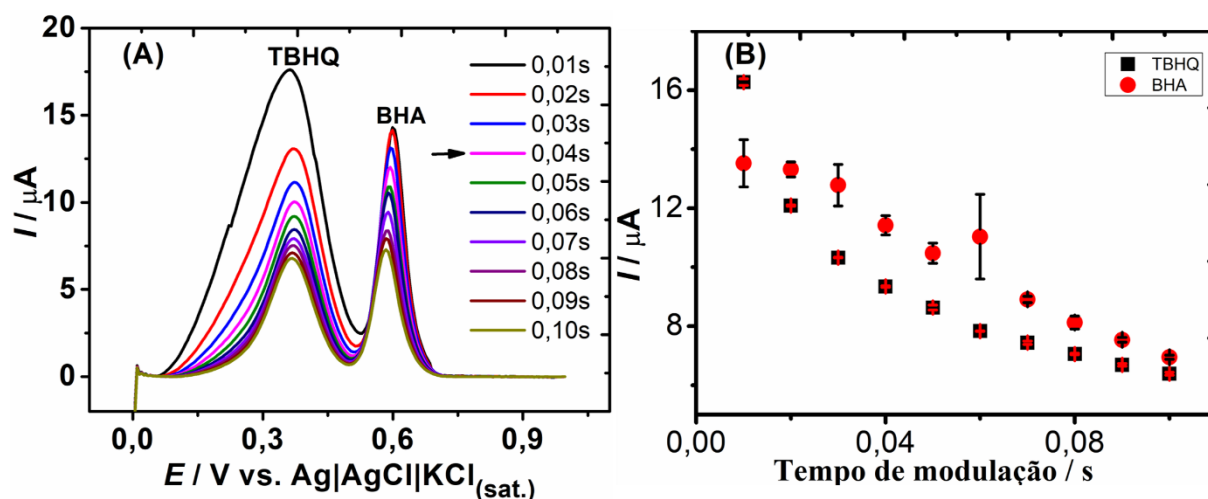 (A)
TBHQ
BHA
0,01s
0,02s
0,03s
0,04s
0,05s
0,06s
0,07s
0,08s
0,09s
0,10s
20
15
10
5
0
I / µA
0,0
0,3
0,6
0,9
E / V vs. Ag|AgCl|KCl(sat.)
(B)
TBHQ
BHA
16
12
8
I / µA
0,00
0,04
0,08
Tempo de modulação / s